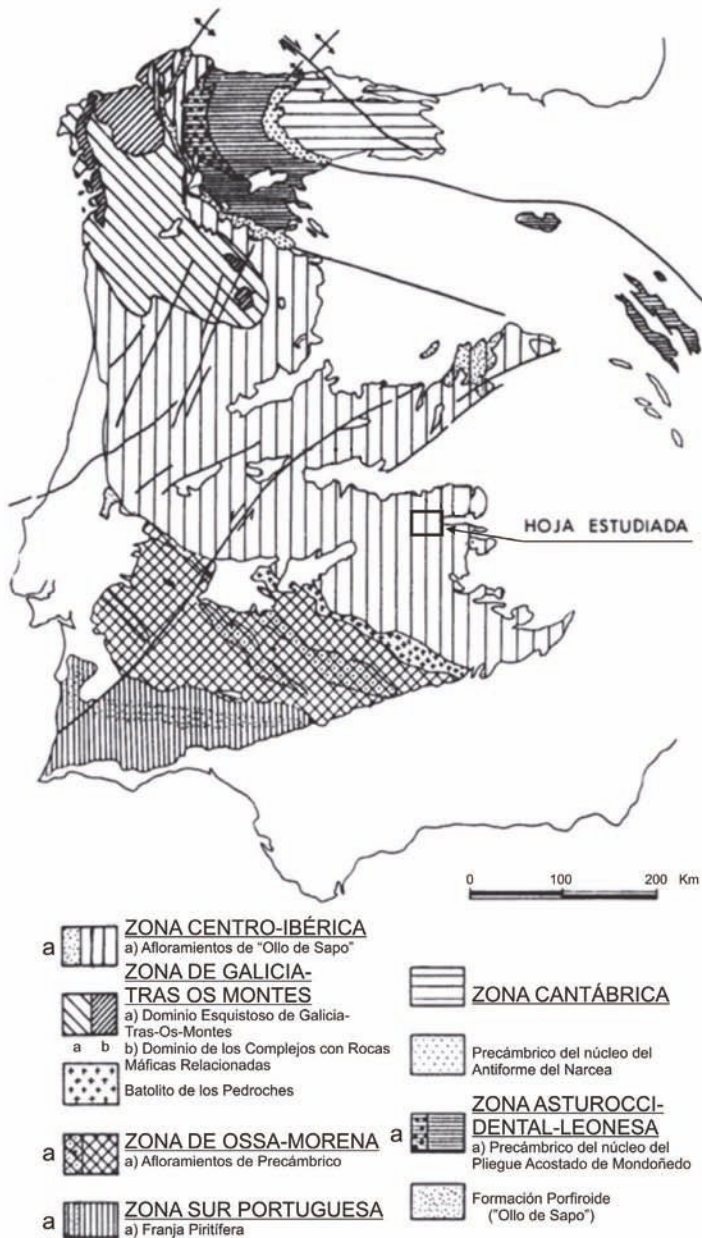 HOJA ESTUDIADA
0 100 200 Km
a
ZONA CENTRO-IBÉRICA
a) Afloramientos de "Ollo de Sapo"
ZONA DE GALICIA-
TRAS OS MONTES
a) Dominio Esquistoso de Galicia-
Tras-Os-Montes
a b
b) Dominio de los Complejos con Rocas
Máficas Relacionadas
Batolito de los Pedroches
a
ZONA DE OSSA-MORENA
a) Afloramientos de Precámbrico
a
ZONA SUR PORTUGUESA
a) Franja Piritífera
ZONA CANTÁBRICA
Precámbrico del núcleo del
Antiforme del Narcea
a
ZONA ASTUROCCI-
DENTAL-LEONESA
a) Precámbrico del núcleo del
Pliegue Acostado de Mondoñedo
Formación Porfiroide
("Ollo de Sapo")